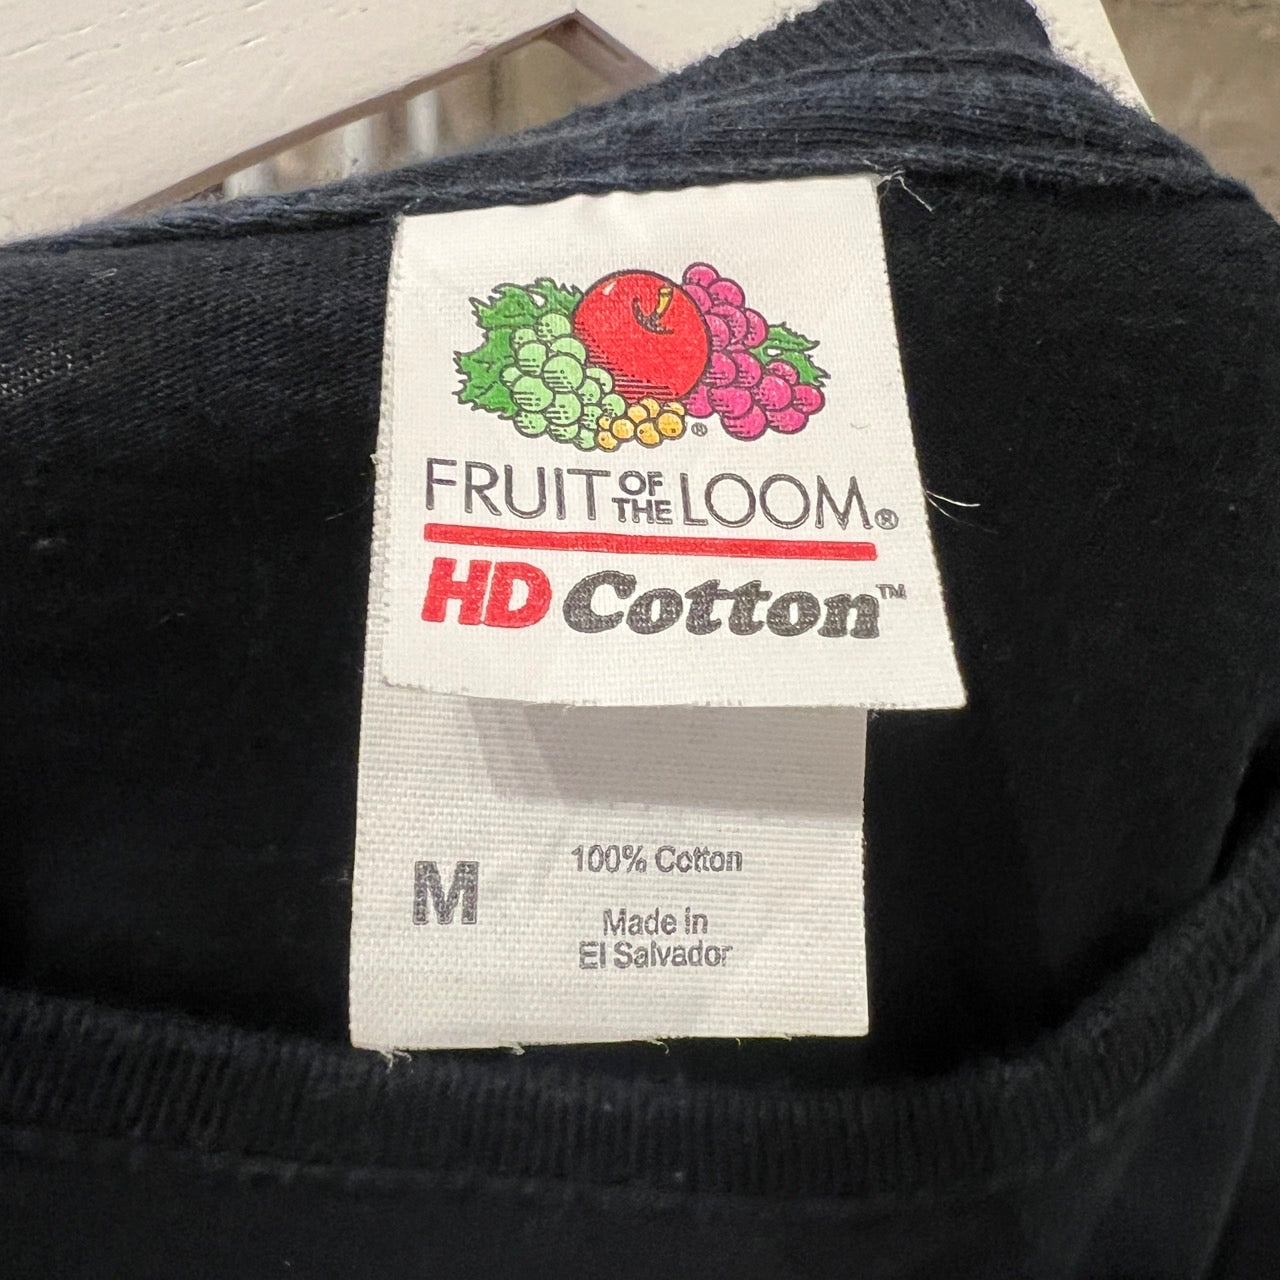 ®
FRUIT OF THE LOOM®
HD Cotton™
M
100% Cotton
Made in
El Salvador